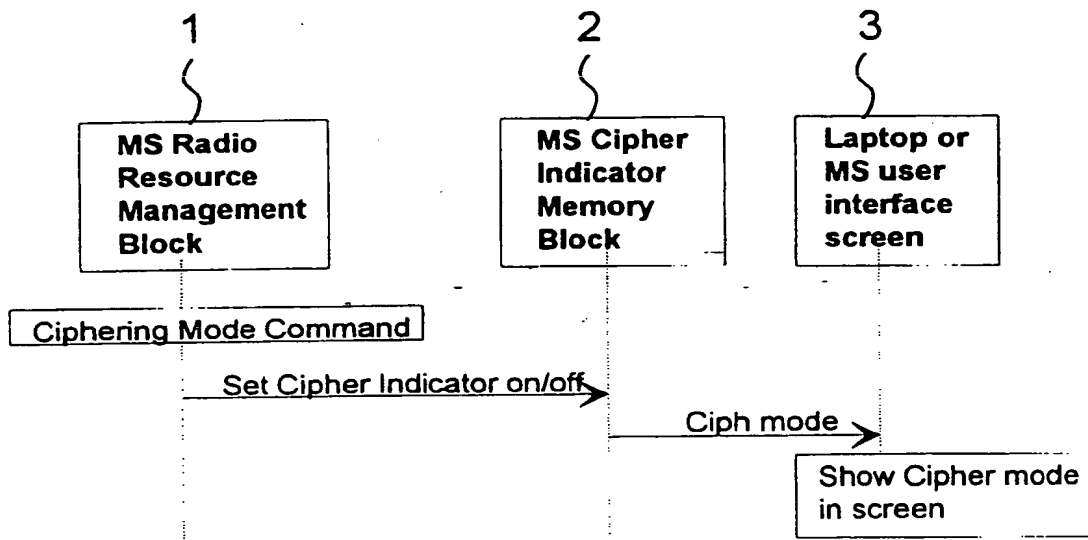 1
2
3
MS Radio
Resource
Management
Block
MS Cipher
Indicator
Memory
Block
Laptop or
MS user
interface
screen
Ciphering Mode Command
Set Cipher Indicator on/off
Ciph mode
Show Cipher mode
in screen